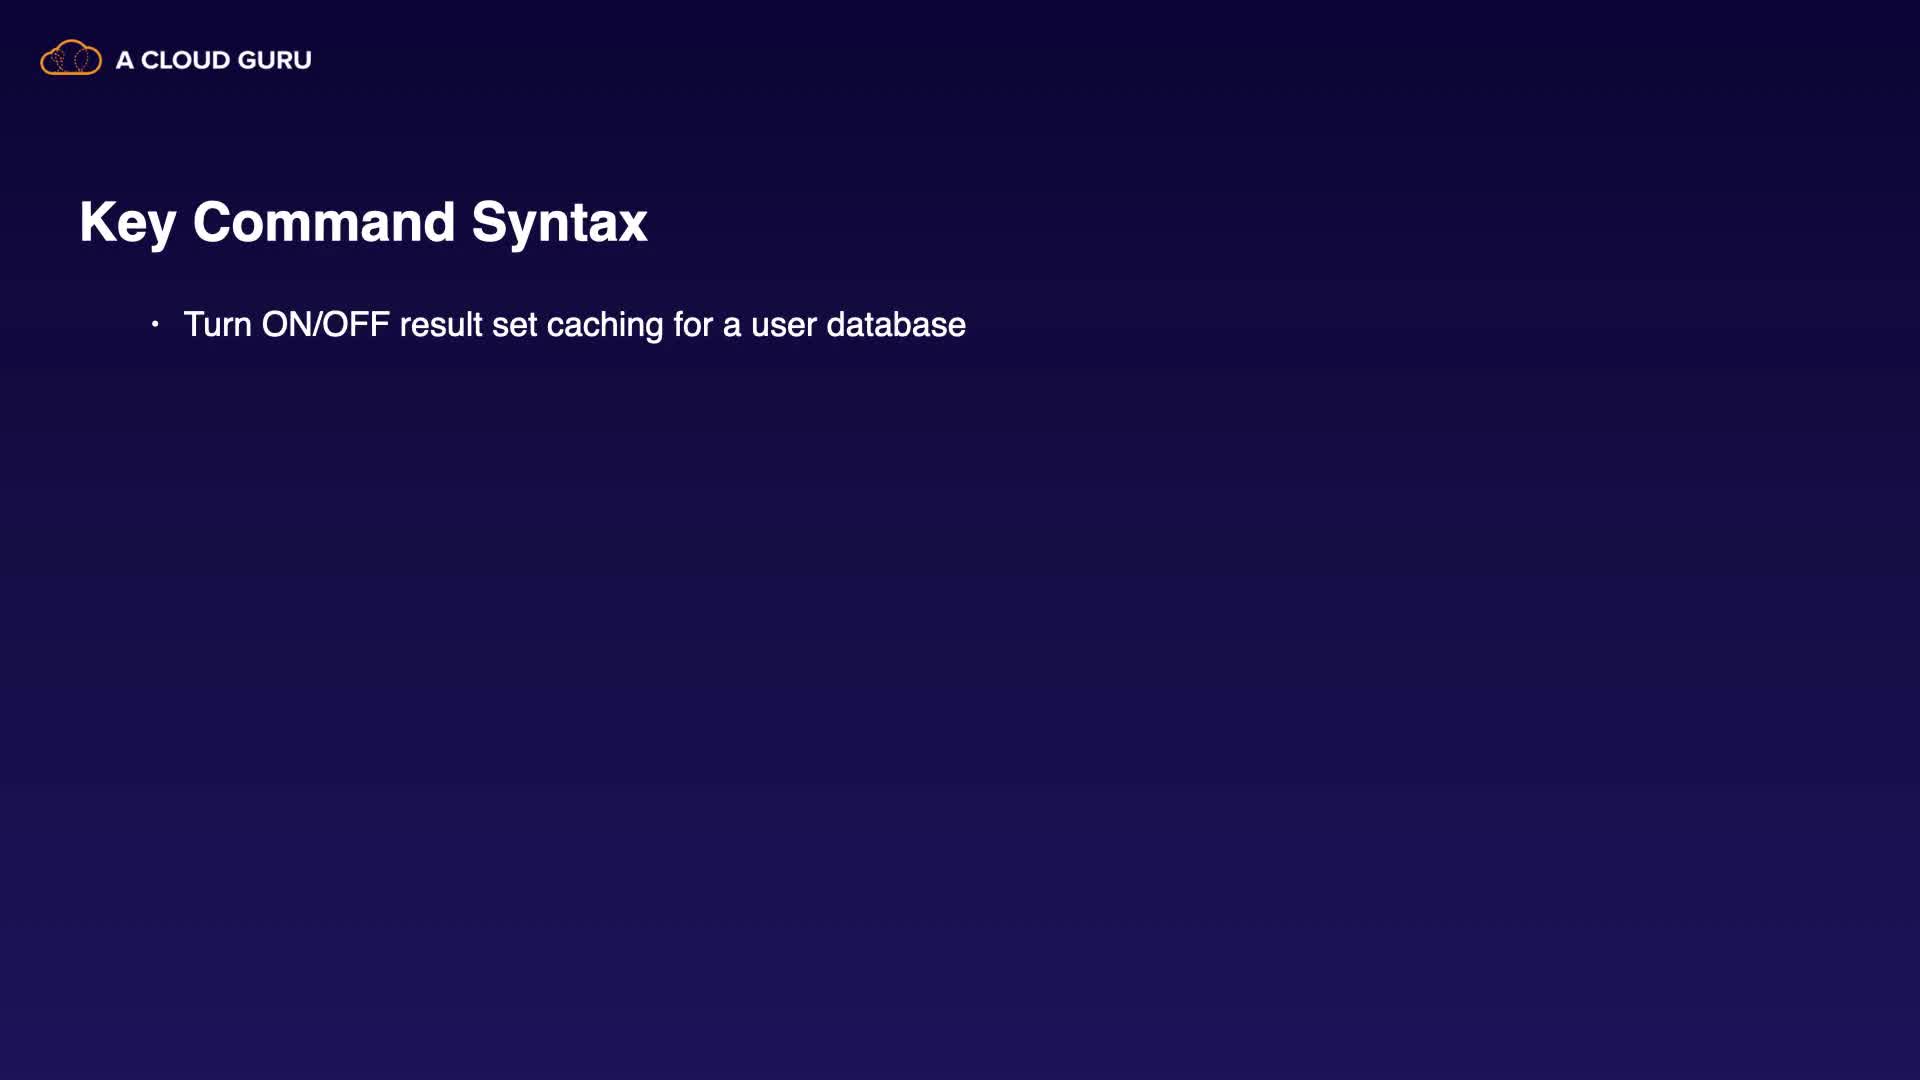 A CLOUD GURU
Key Command Syntax
• Turn ON/OFF result set caching for a user database